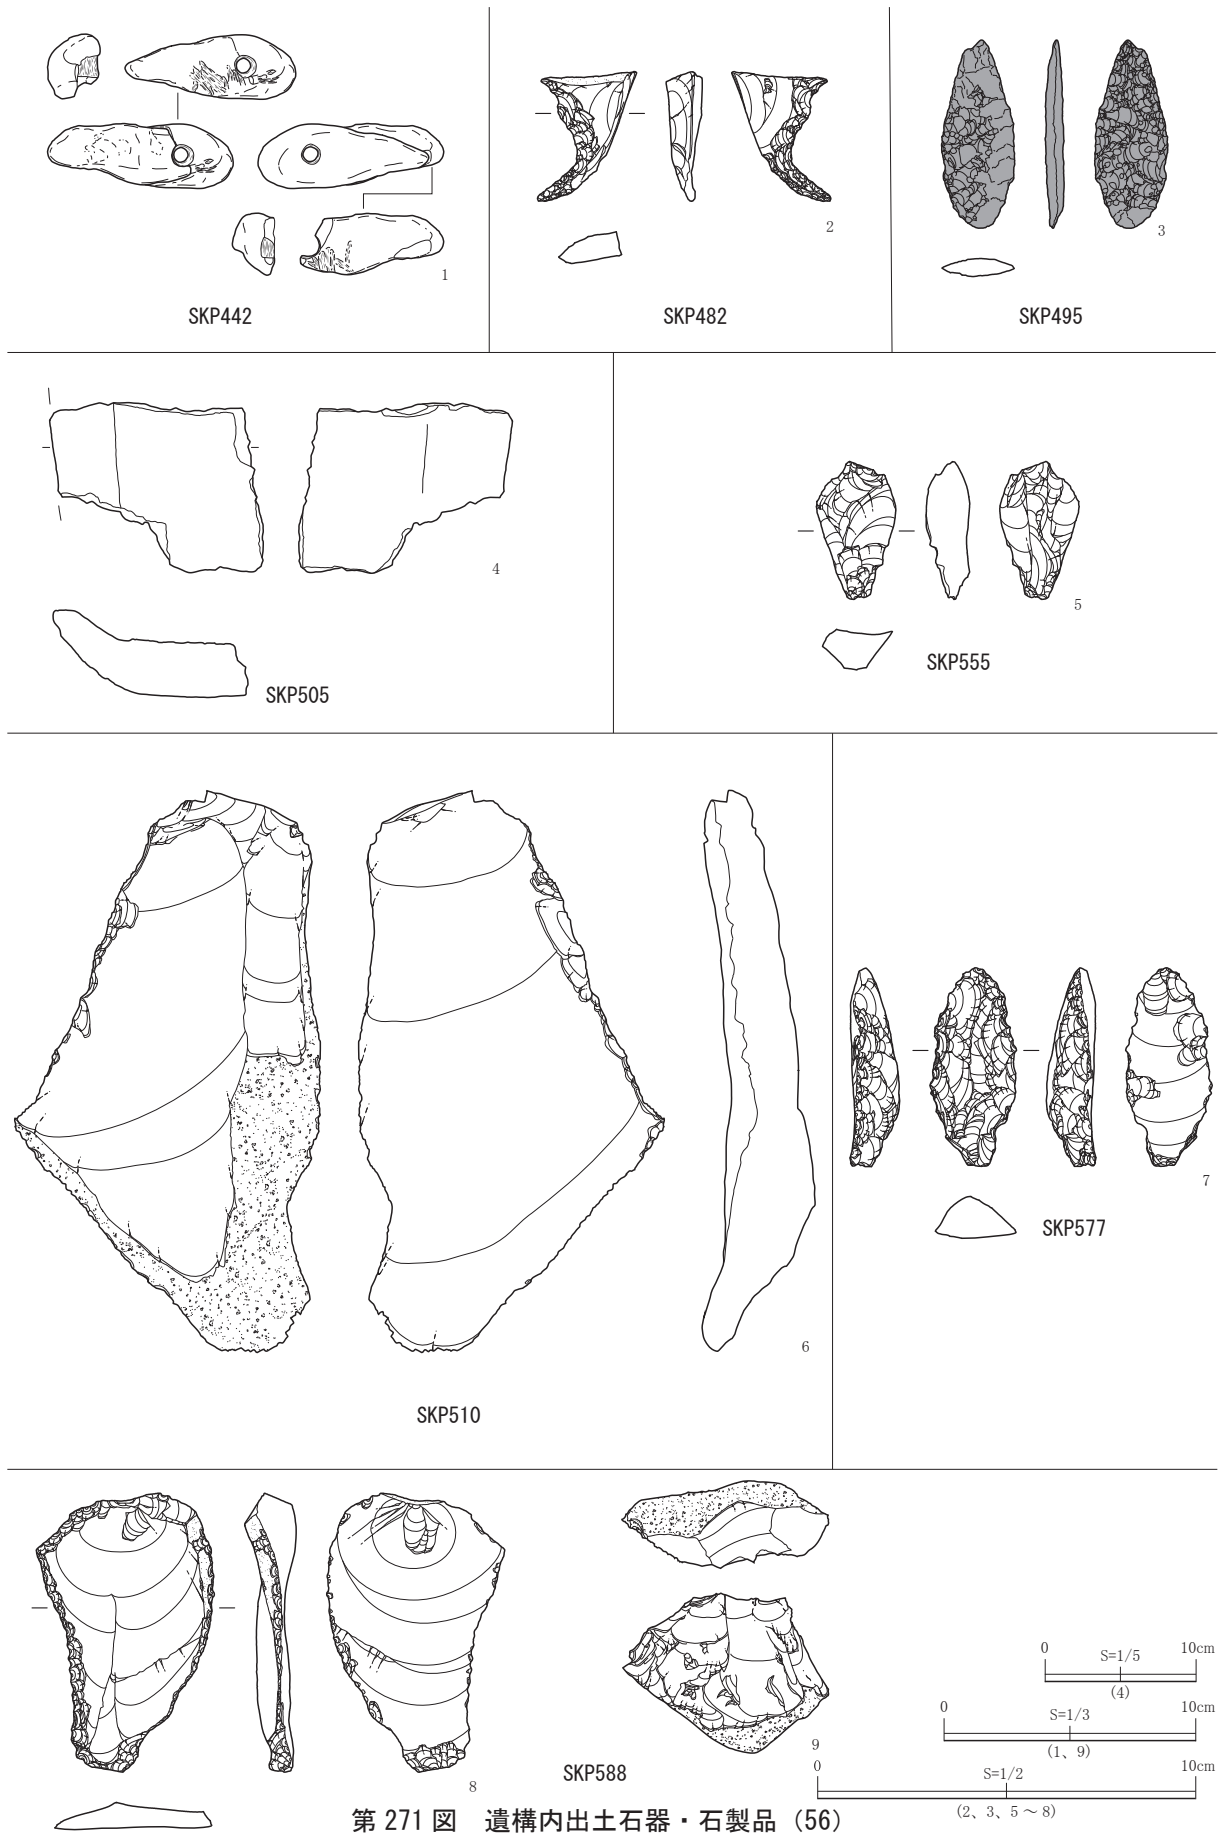 1
SKP442
2
SKP482
3
SKP495
4
SKP505
5
SKP555
6
SKP510
7
SKP577
8
9
SKP588
0 S=1/5 10cm
(4)
0 S=1/3 10cm
(1、9)
0 S=1/2 10cm
(2、3、5～8)
第 271 図　遺構内出土石器・石製品（56）